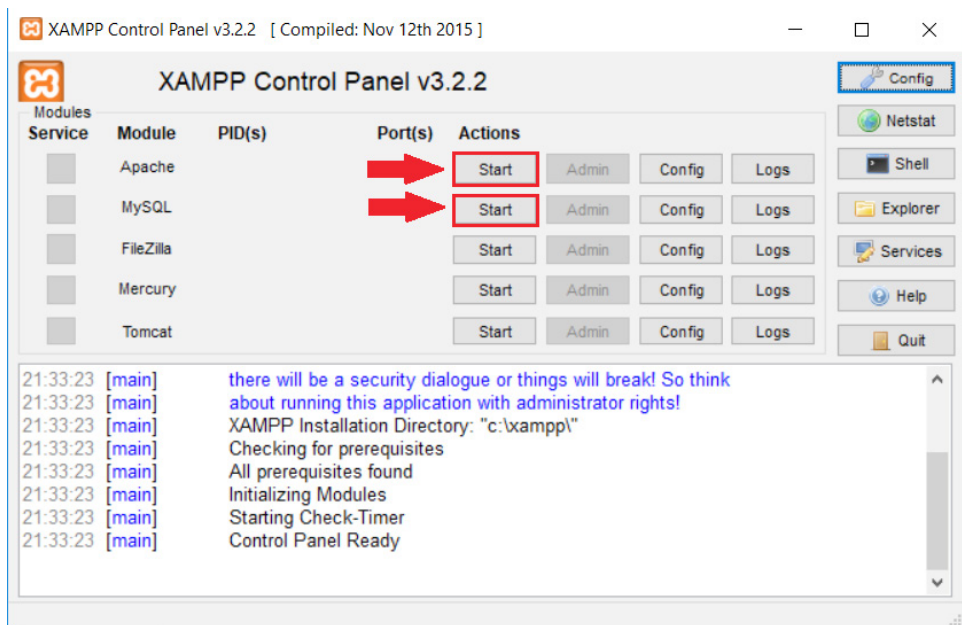 XAMPP Control Panel v3.2.2 [ Compiled: Nov 12th 2015 ]
XAMPP Control Panel v3.2.2
Config
Modules
Service Module PID(s) Port(s) Actions
Netstat
Apache Start Admin Config Logs
Shell
MySQL Start Admin Config Logs
Explorer
FileZilla Start Admin Config Logs
Services
Mercury Start Admin Config Logs
Help
Tomcat Start Admin Config Logs
Quit
21:33:23 [main] there will be a security dialogue or things will break! So think
21:33:23 [main] about running this application with administrator rights!
21:33:23 [main] XAMPP Installation Directory: "c:\xampp\"
21:33:23 [main] Checking for prerequisites
21:33:23 [main] All prerequisites found
21:33:23 [main] Initializing Modules
21:33:23 [main] Starting Check-Timer
21:33:23 [main] Control Panel Ready